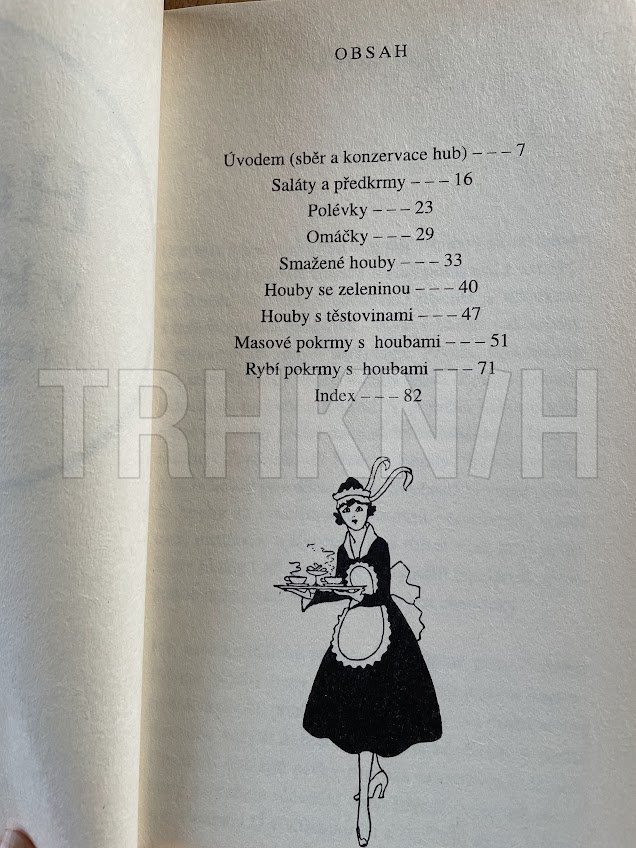 OBSAH
Úvodem (sběr a konzervace hub) – – – 7
Saláty a předkrmy – – – 16
Polévky – – – 23
Omáčky – – – 29
Smažené houby – – – 33
Houby se zeleninou – – – 40
Houby s těstovinami – – – 47
Masové pokrmy s houbami – – – 51
Rybí pokrmy s houbami – – – 71
Index – – – 82
TRHKNIH